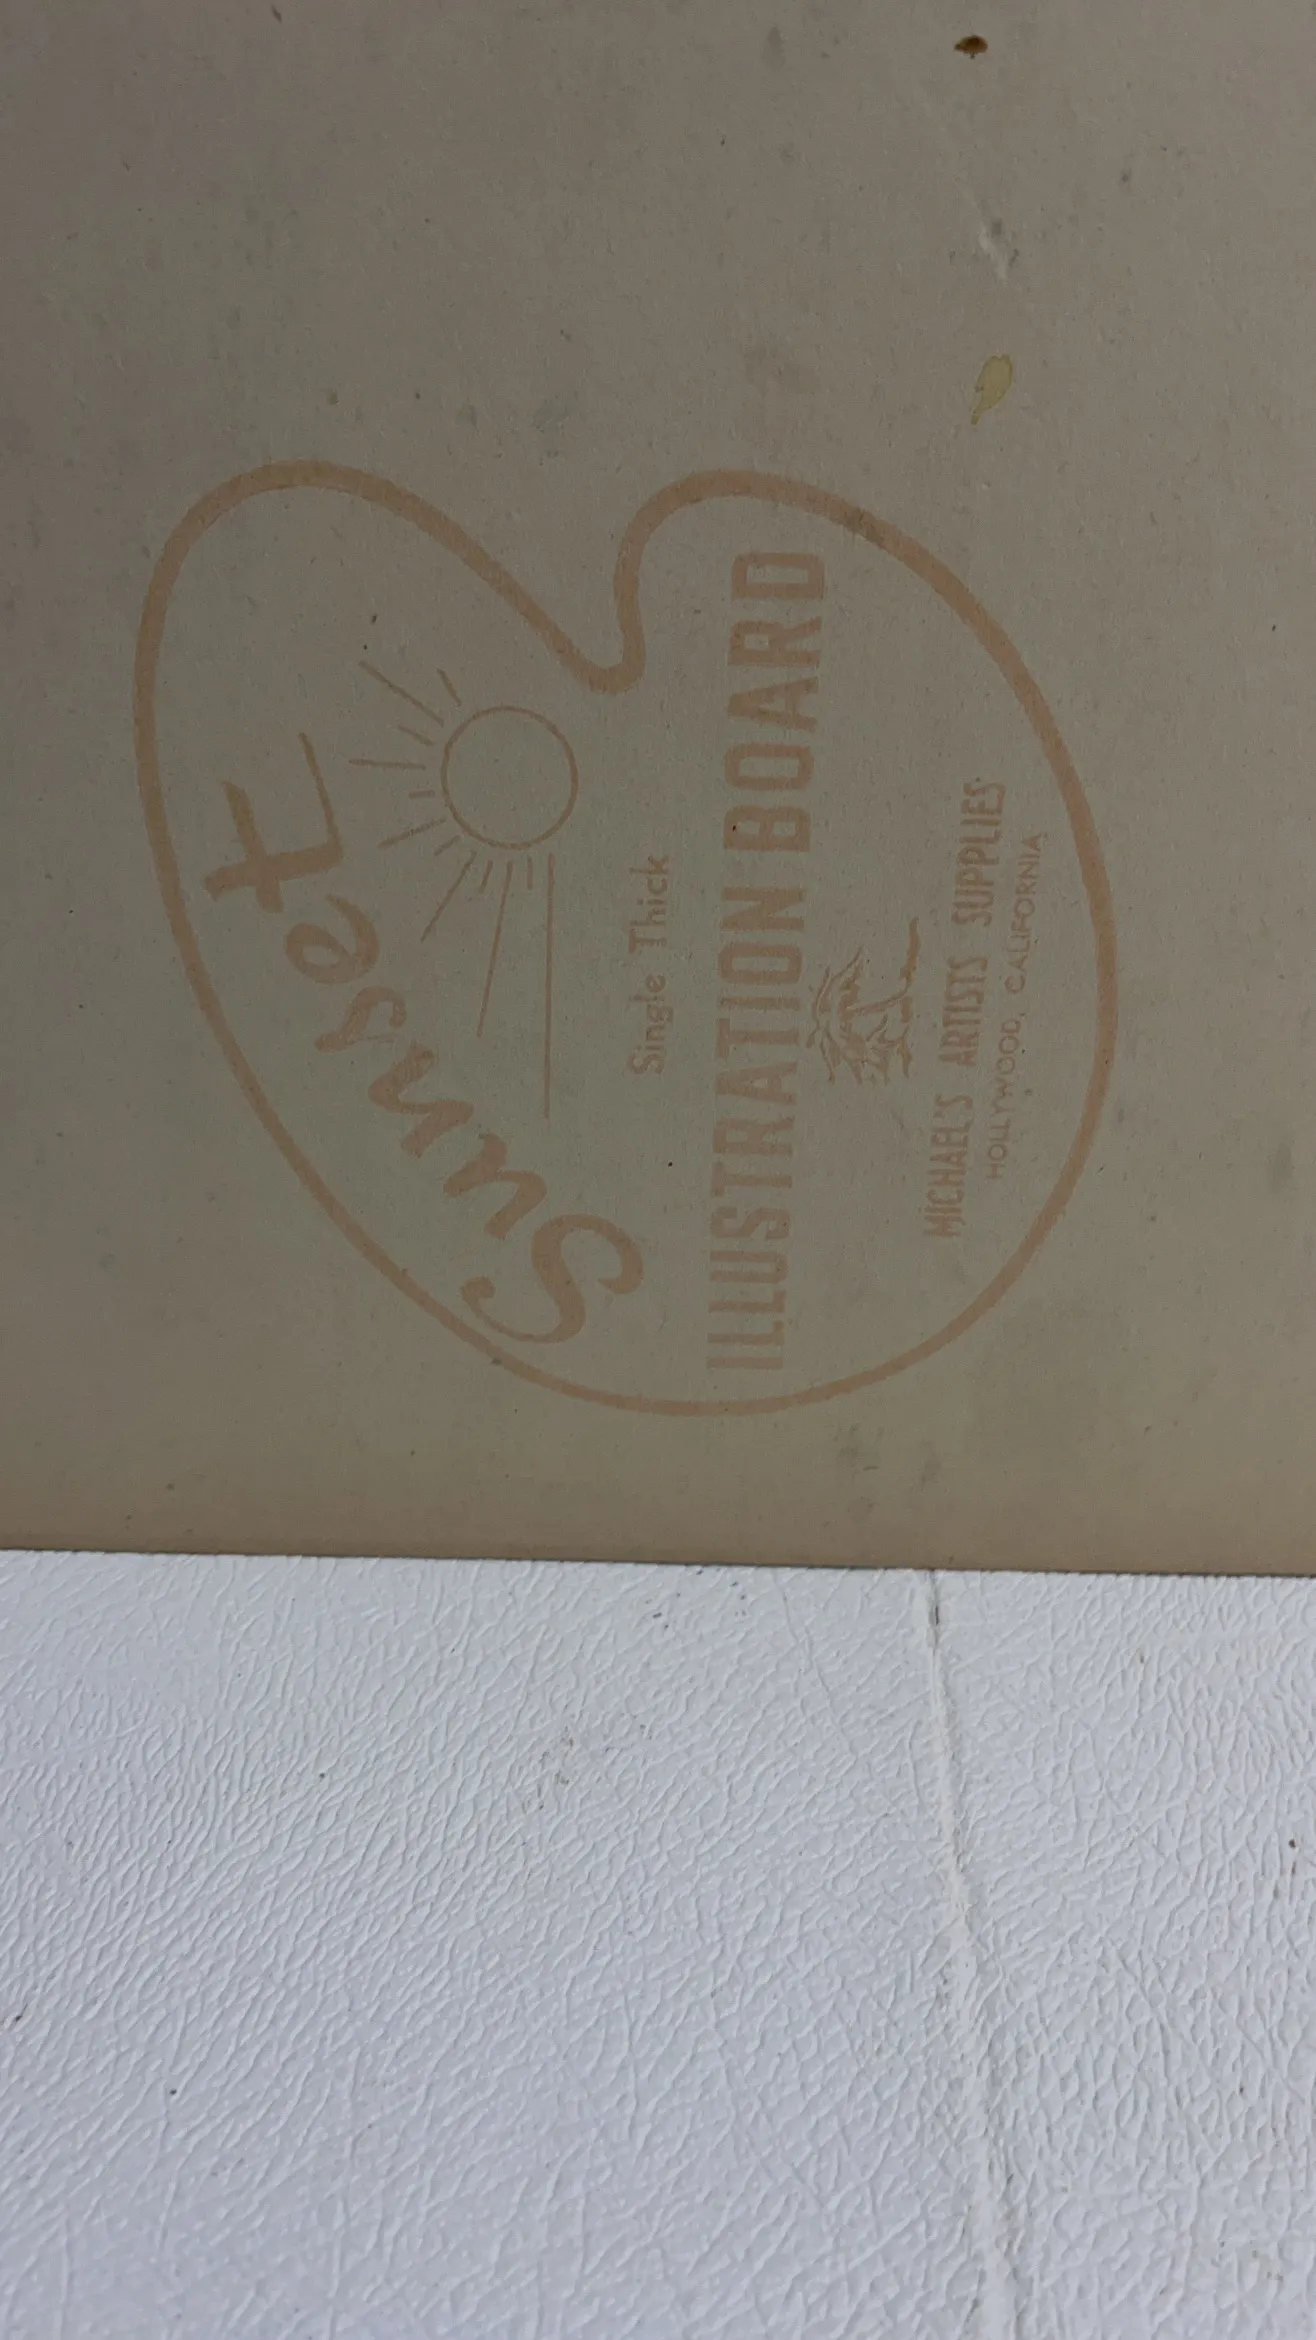 Sunset
Single Thick
ILLUSTRATION BOARD
MICHAEL'S ARTISTS SUPPLIES
HOLLYWOOD, CALIFORNIA